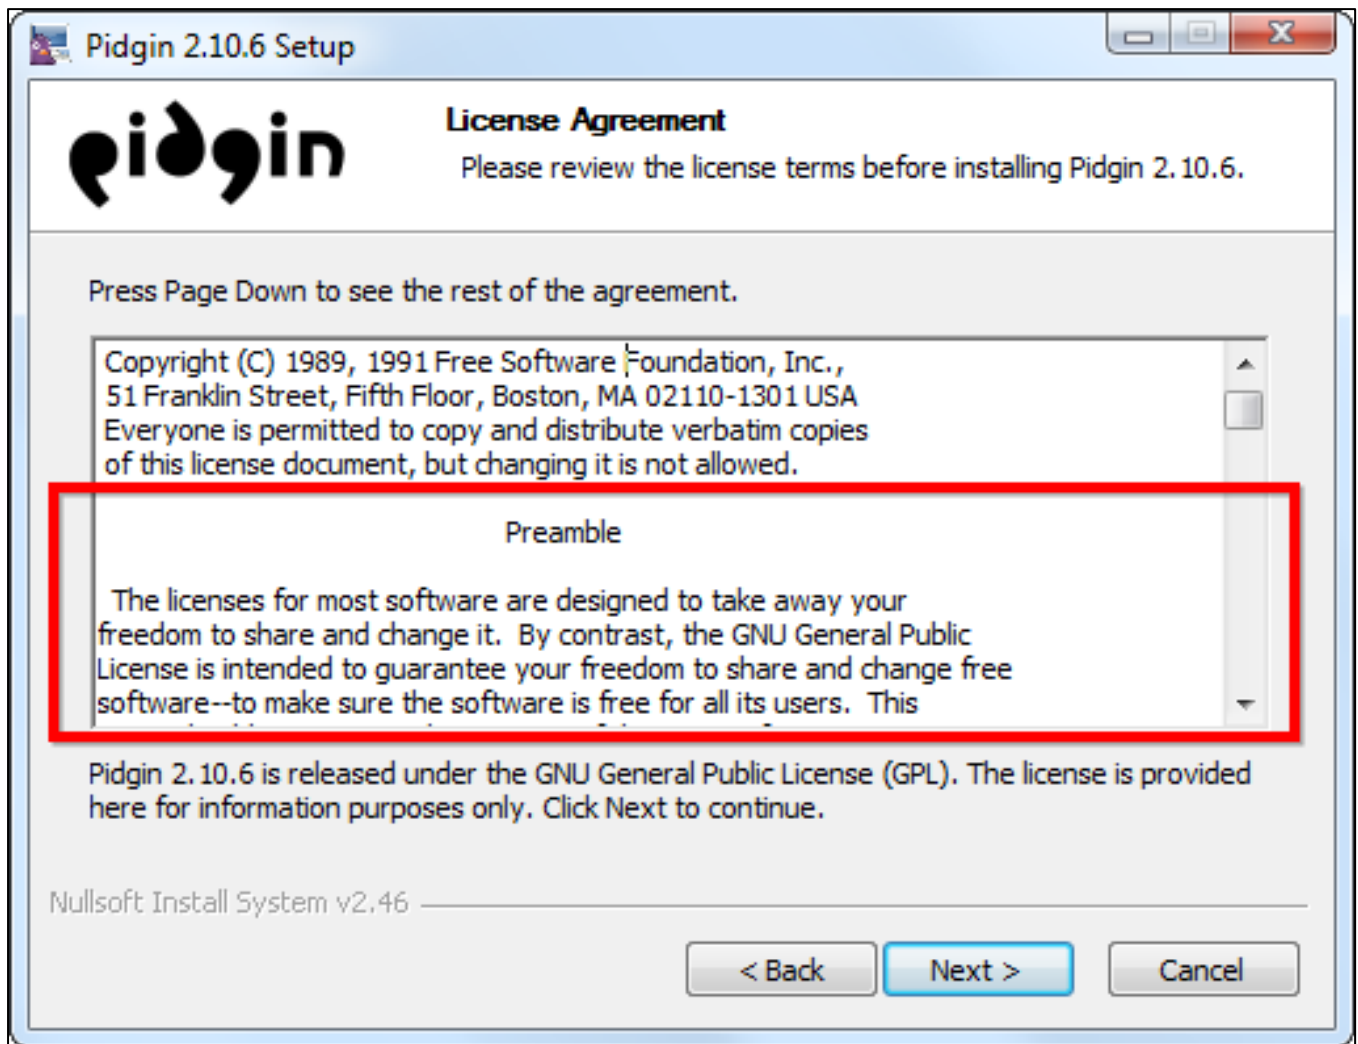 Pidgin 2.10.6 Setup
pidgin
License Agreement
Please review the license terms before installing Pidgin 2.10.6.
Press Page Down to see the rest of the agreement.
Copyright (C) 1989, 1991 Free Software Foundation, Inc.,
51 Franklin Street, Fifth Floor, Boston, MA 02110-1301 USA
Everyone is permitted to copy and distribute verbatim copies
of this license document, but changing it is not allowed.
Preamble
The licenses for most software are designed to take away your
freedom to share and change it.  By contrast, the GNU General Public
License is intended to guarantee your freedom to share and change free
software--to make sure the software is free for all its users.  This
Pidgin 2.10.6 is released under the GNU General Public License (GPL). The license is provided
here for information purposes only. Click Next to continue.
Nullsoft Install System v2.46
< Back
Next >
Cancel